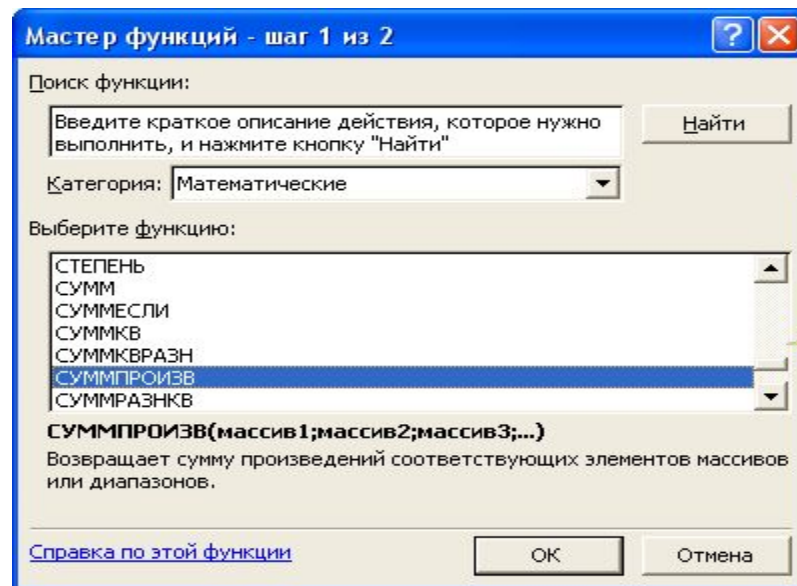 Мастер функций - шаг 1 из 2
Поиск функции:
Введите краткое описание действия, которое нужно
выполнить, и нажмите кнопку "Найти"
Найти
Категория: Математические
Выберите функцию:
СТЕПЕНЬ
СУММ
СУММЕСЛИ
СУММКВ
СУММКВРАЗН
СУММПРОИЗВ
СУММРАЗНКВ
СУММПРОИЗВ(массив1;массив2;массив3;...)
Возвращает сумму произведений соответствующих элементов массивов
или диапазонов.
Справка по этой функции
ОК
Отмена